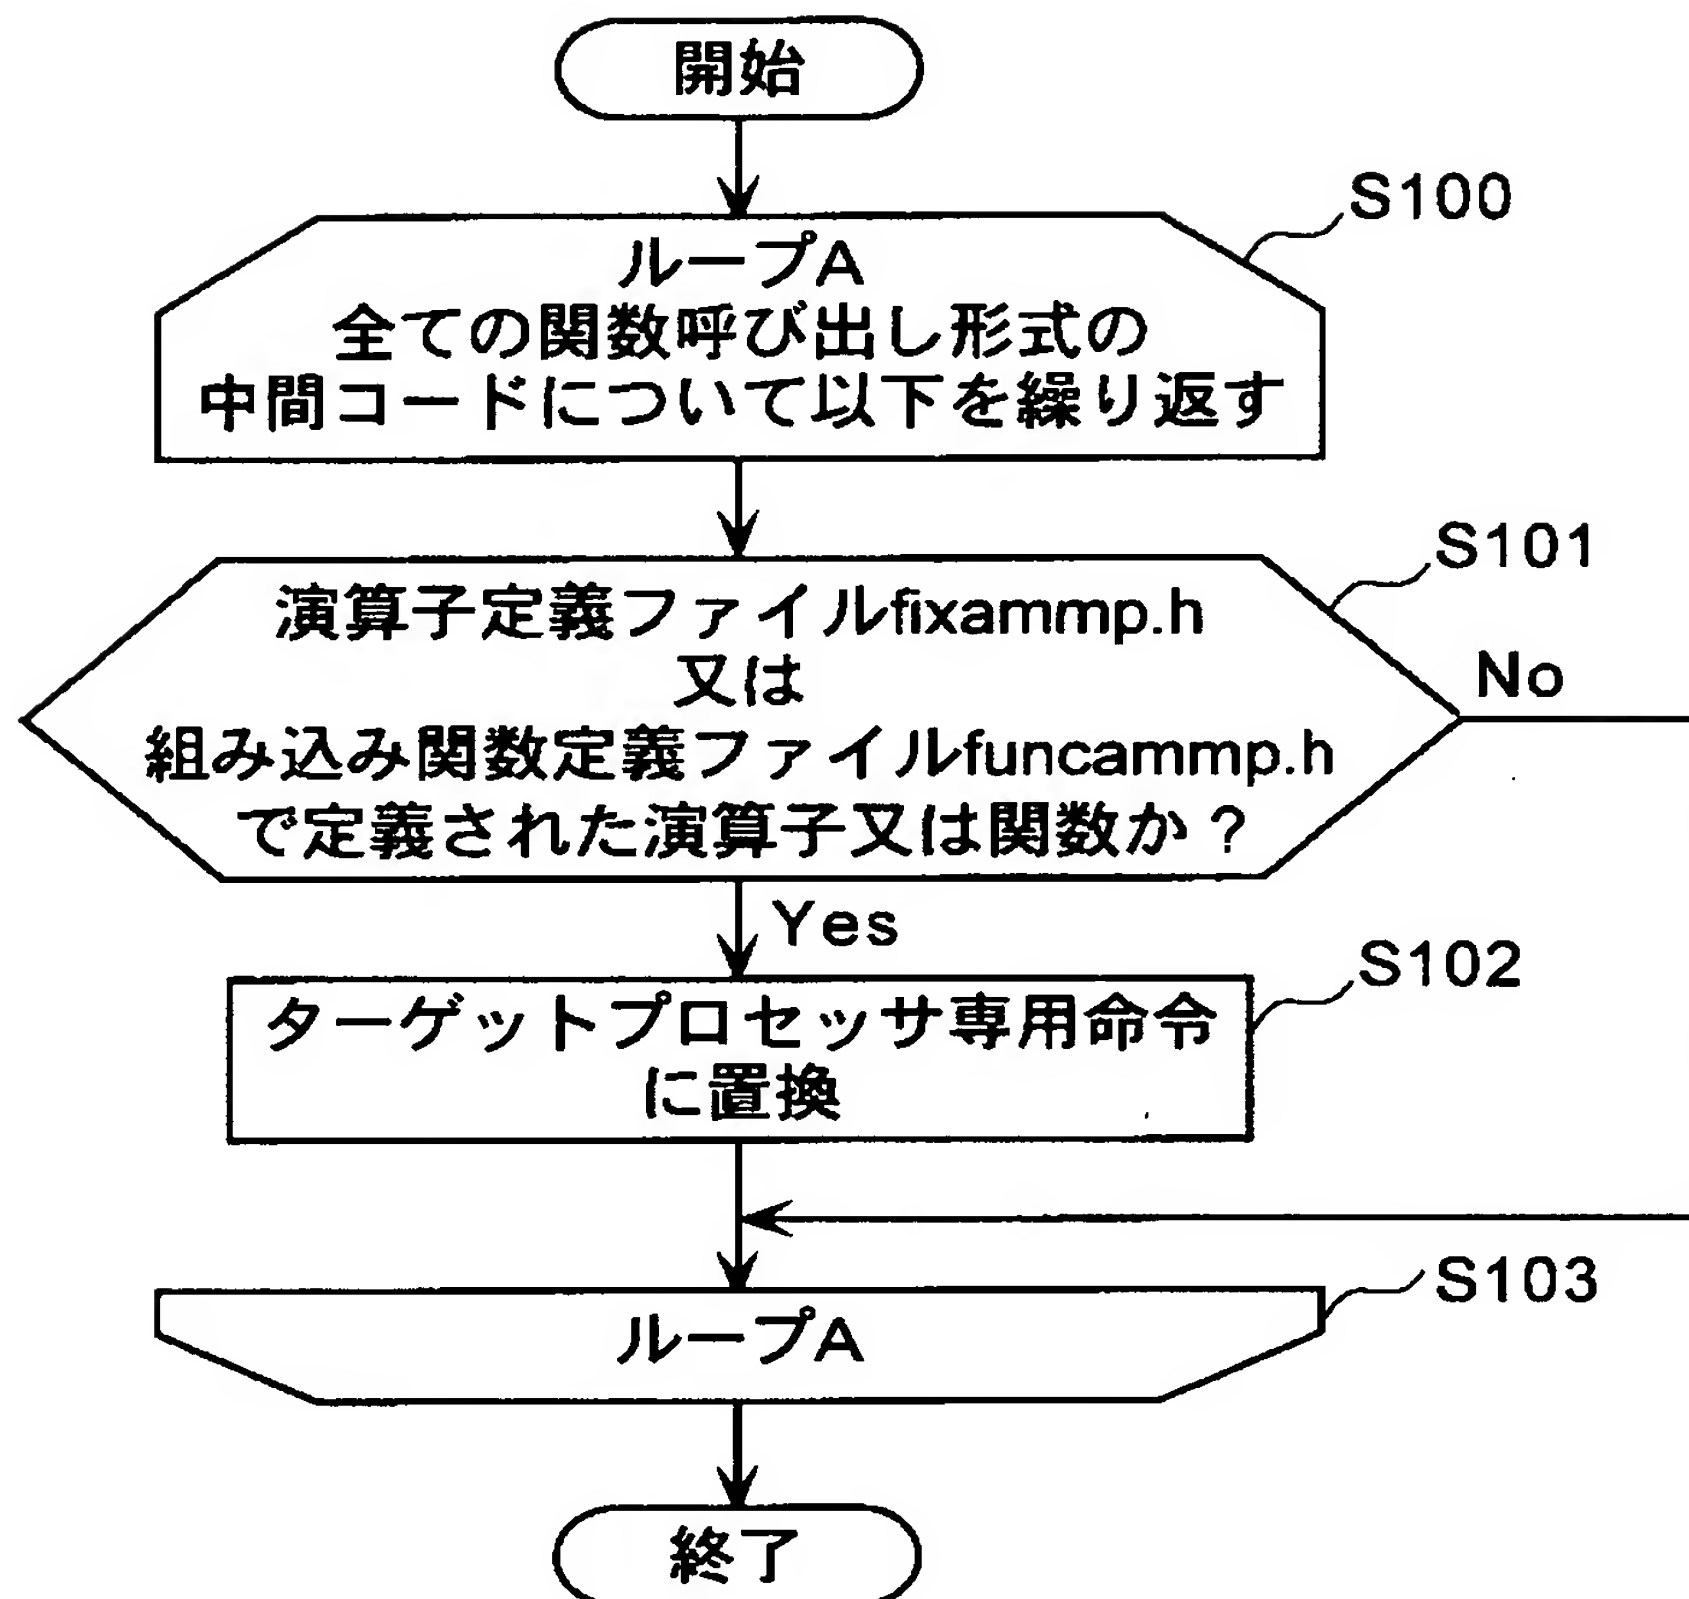 開始
S100
ループA
全ての関数呼び出し形式の
中間コードについて以下を繰り返す
S101
演算子定義ファイルfixammp.h
又は
組み込み関数定義ファイルfuncammp.h
で定義された演算子又は関数か？
No
Yes
S102
ターゲットプロセッサ専用命令
に置換
S103
ループA
終了